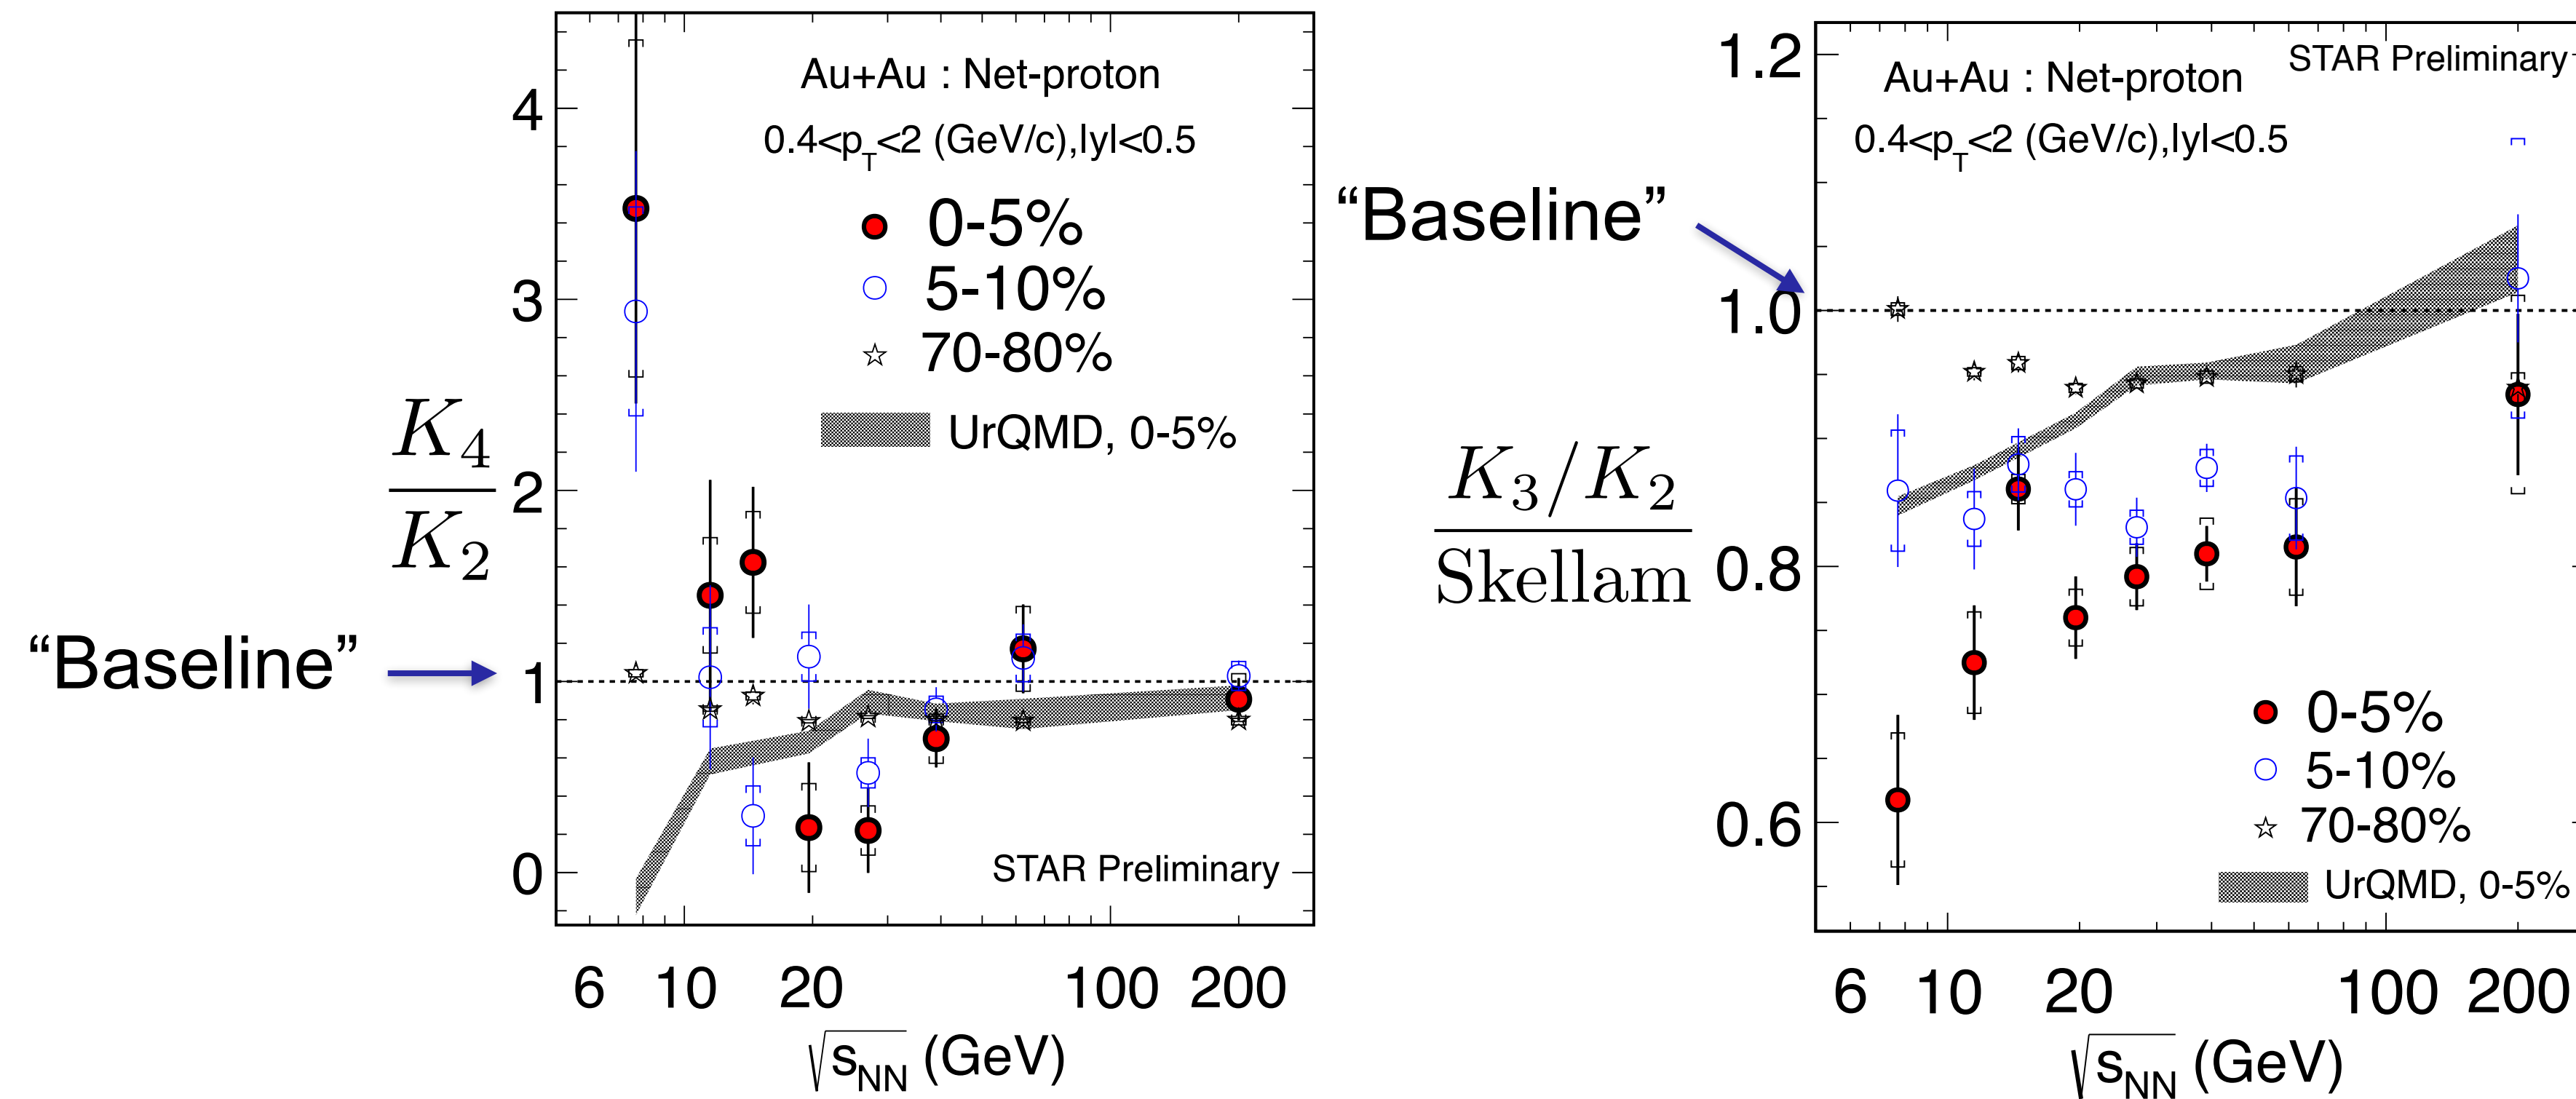 Au+Au : Net-proton
0.4<p_T<2 (GeV/c),|y|<0.5
0-5%
5-10%
70-80%
UrQMD, 0-5%
4
3
2
1
0
K_4
K_2
"Baseline"
STAR Preliminary
6 10 20 100 200
√s_NN (GeV)
STAR Preliminary
Au+Au : Net-proton
0.4<p_T<2 (GeV/c),|y|<0.5
"Baseline"
1.2
1.0
0.8
0.6
K_3/K_2
Skellam
0-5%
5-10%
70-80%
UrQMD, 0-5%
6 10 20 100 200
√s_NN (GeV)